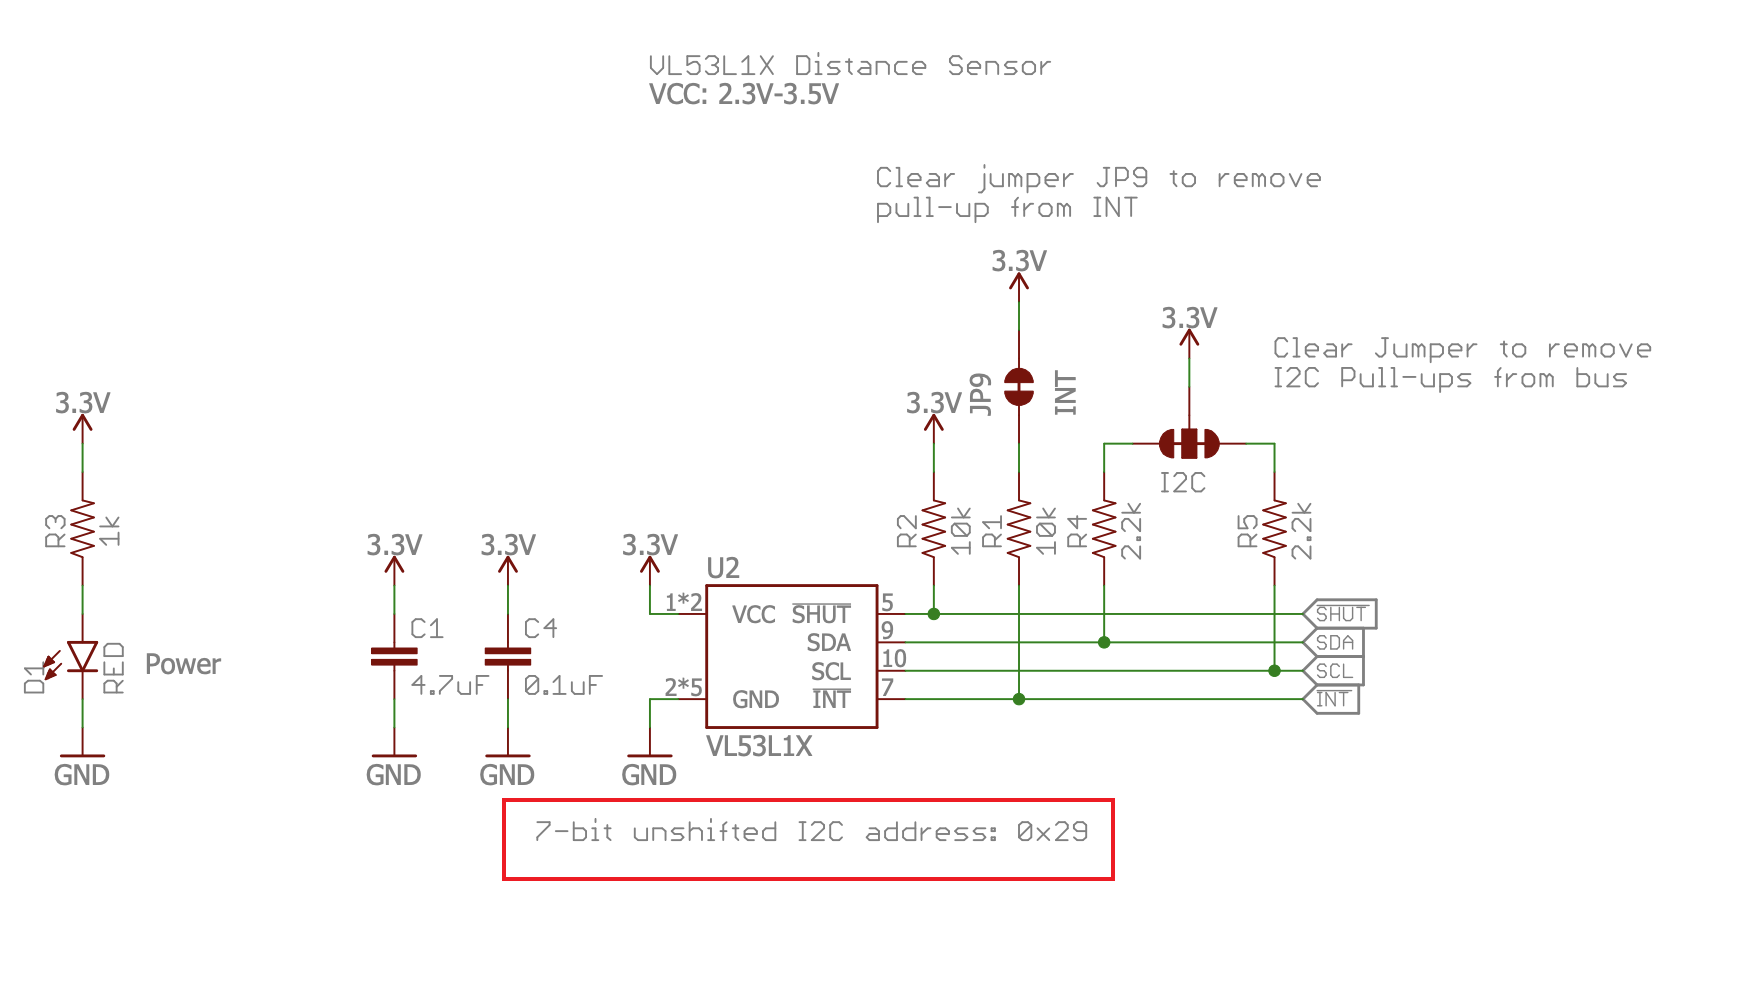 VL53L1X Distance Sensor
VCC: 2.3V-3.5V
Clear jumper JP9 to remove
pull-up from INT
3.3V
3.3V
Clear Jumper to remove
I2C Pull-ups from bus
JP9
INT
3.3V
3.3V
I2C
R3
1k
R2
10k
R1
10k
R4
2.2k
R5
2.2k
3.3V
3.3V
3.3V
U2
1*2
VCC
SHUT
5
SHUT
C1
C4
SDA
9
SDA
D1
RED
Power
SCL
10
SCL
4.7uF
0.1uF
2*5
GND
INT
7
INT
VL53L1X
GND
GND
GND
GND
7-bit unshifted I2C address: 0x29